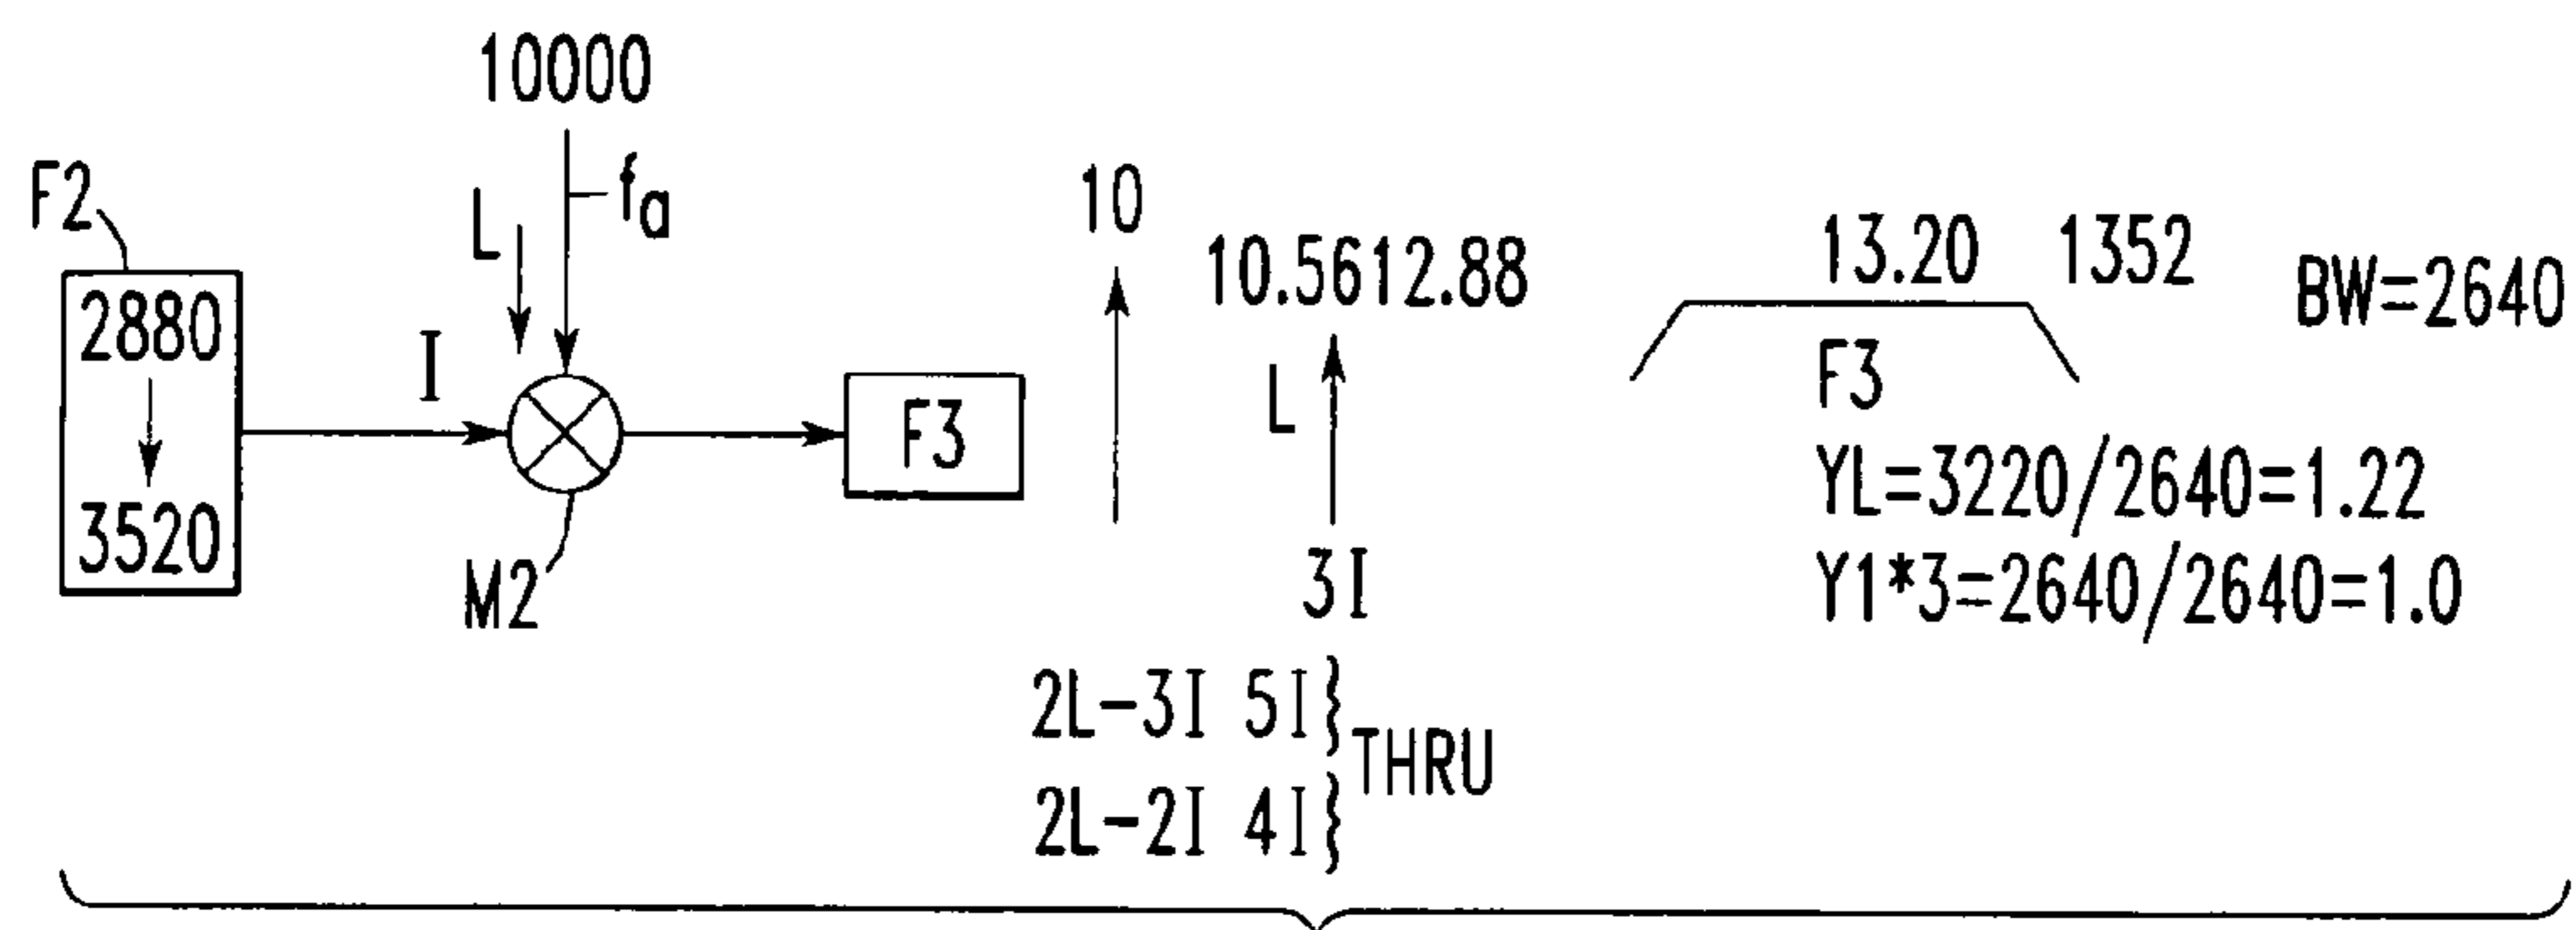 10000
F2
L
fa
10
2880
3520
I
M2
F3
10.5612.88
L
3I
2L-3I 5I
2L-2I 4I
THRU
13.20 1352
BW=2640
F3
YL=3220/2640=1.22
Y1*3=2640/2640=1.0